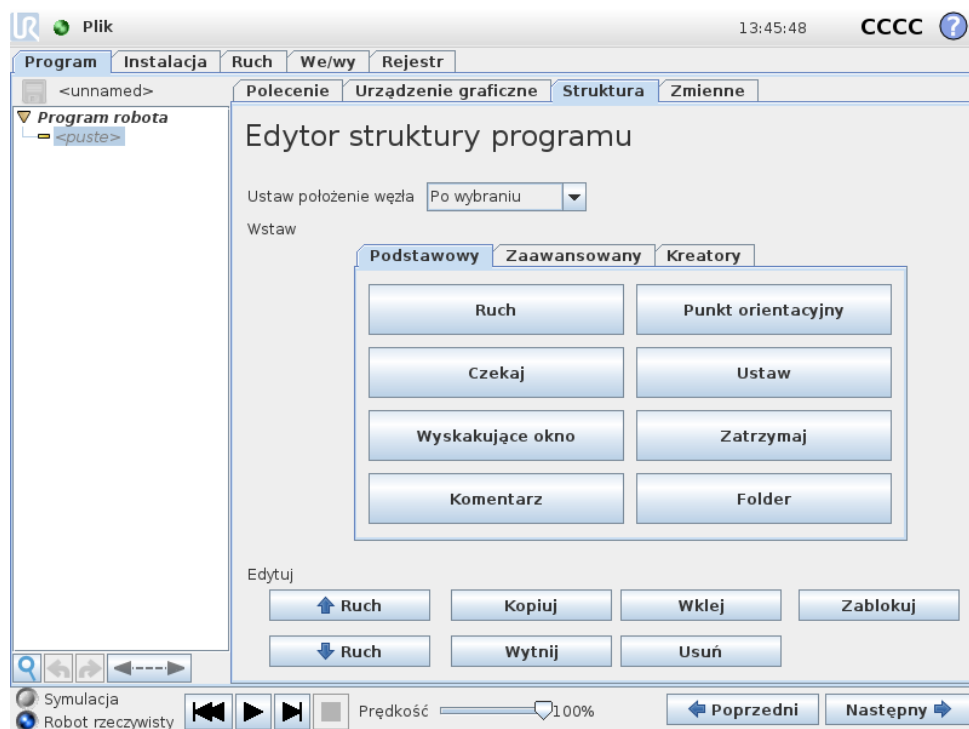 UR Plik 13:45:48 CCCC ?
Program Instalacja Ruch We/wy Rejestr
<unnamed> Polecenie Urządzenie graficzne Struktura Zmienne
Program robota
<puste>
Edytor struktury programu
Ustaw położenie węzła Po wybraniu
Wstaw
Podstawowy Zaawansowany Kreatory
Ruch Punkt orientacyjny
Czekaj Ustaw
Wyskakujące okno Zatrzymaj
Komentarz Folder
Edytuj
Ruch Kopiuj Wklej Zablokuj
Ruch Wytnij Usuń
Symulacja
Robot rzeczywisty
Prędkość 100% Poprzedni Następny